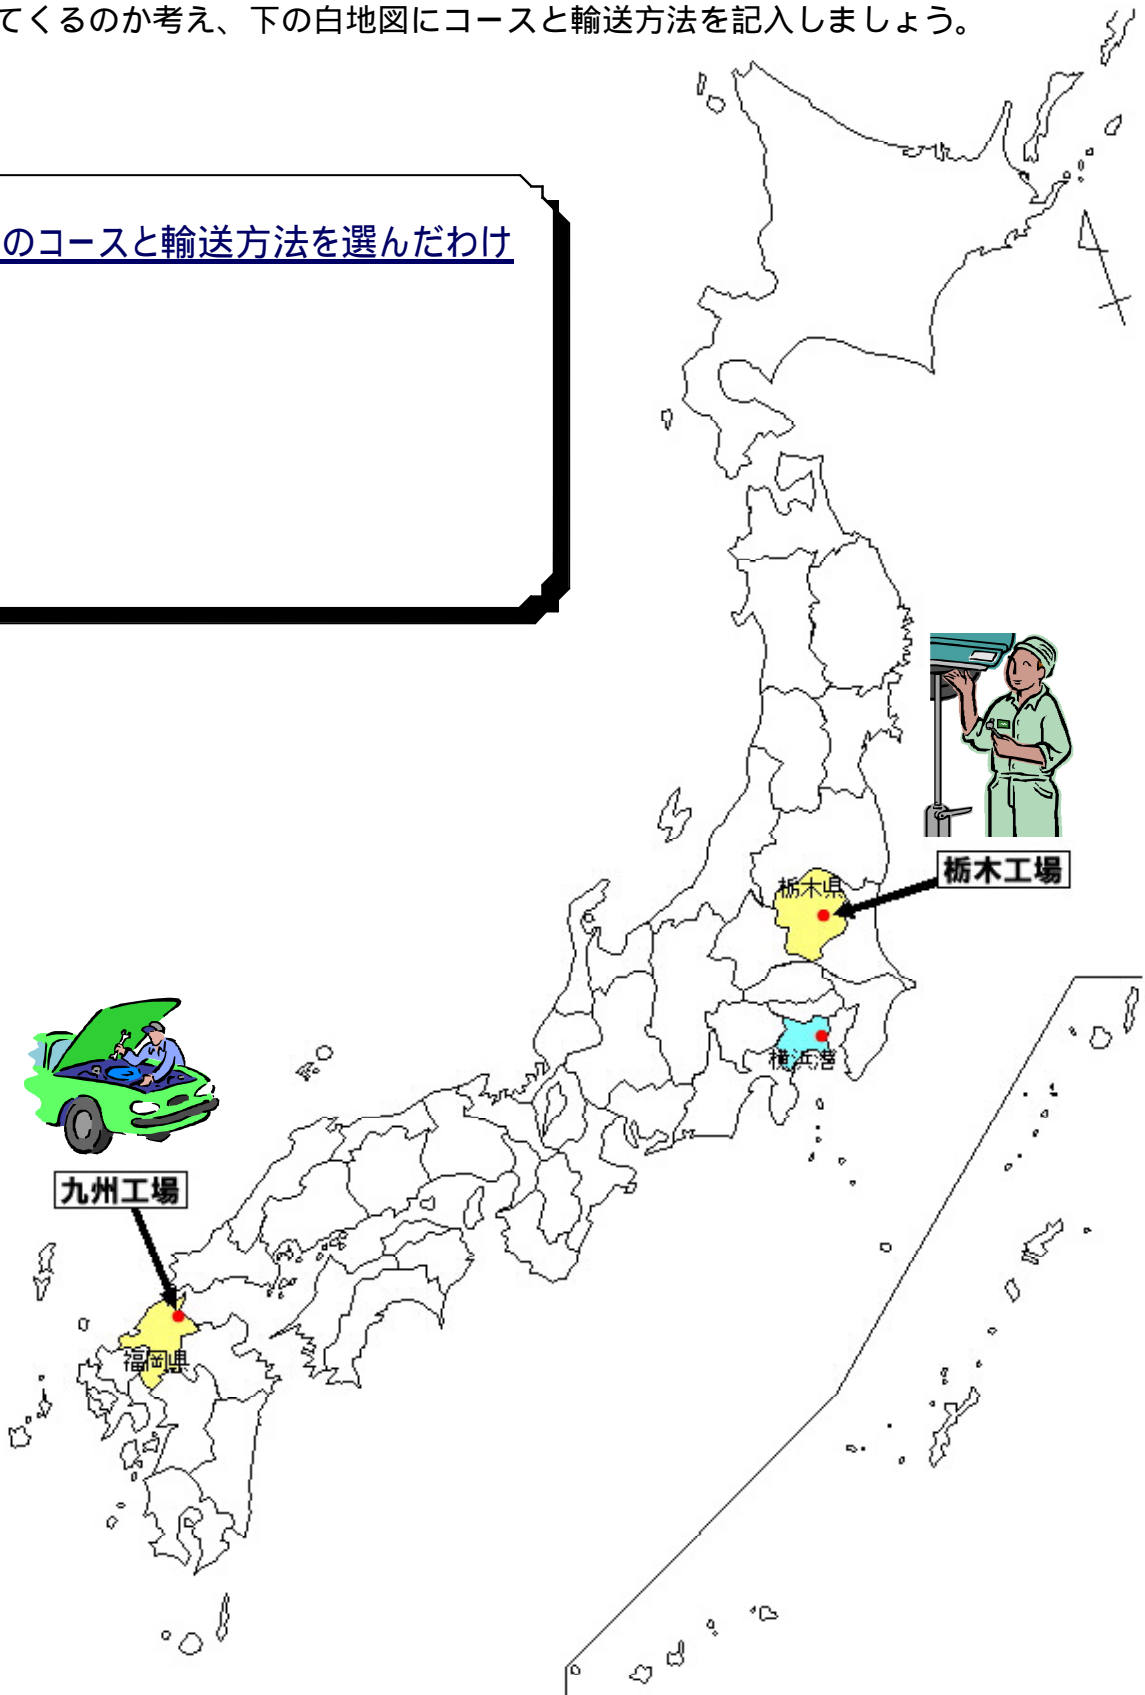 てくるのか考え、下の白地図にコースと輸送方法を記入しましょう。
のコースと輸送方法を選んだわけ
栃木工場
栃木県
横浜港
九州工場
福岡県